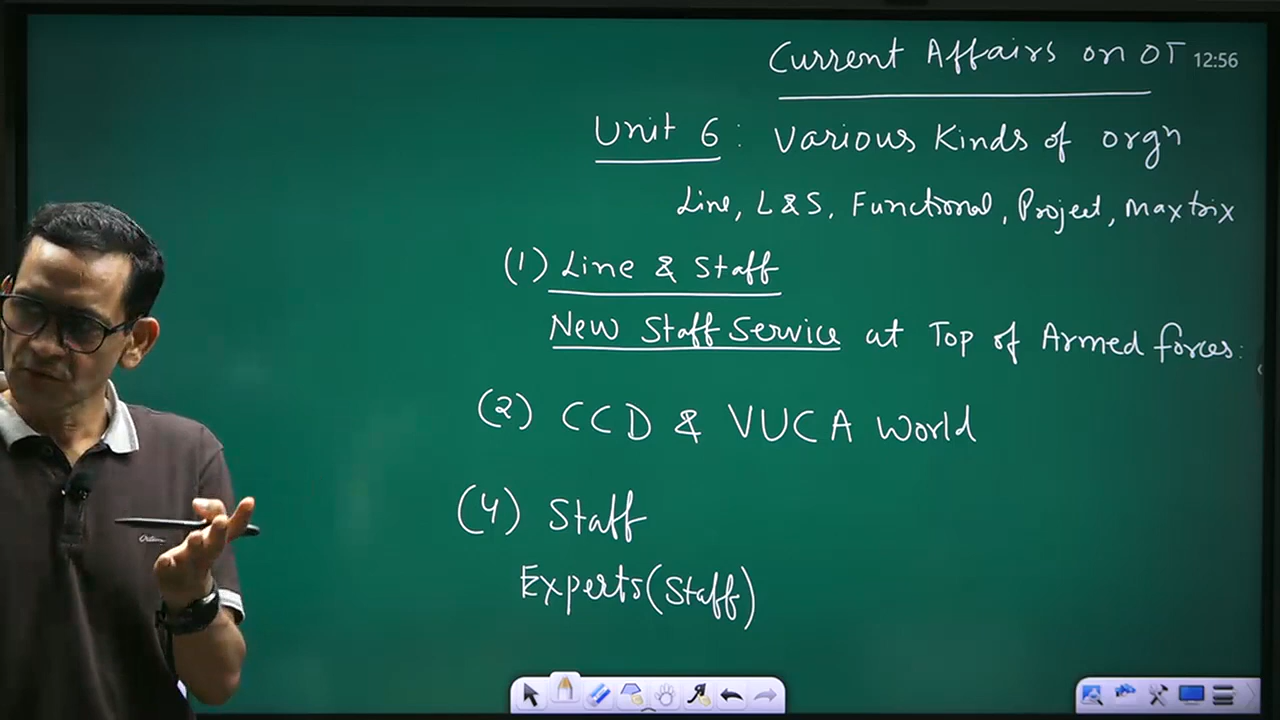 Current Affairs on OT 12:56
Unit 6: Various Kinds of orgn
Line, L & S, Functional, Project, Maxtrix
(1) Line & Staff
New Staff Service at Top of Armed forces:
(2) CCD & VUCA World
(4) Staff
Experts (Staff)